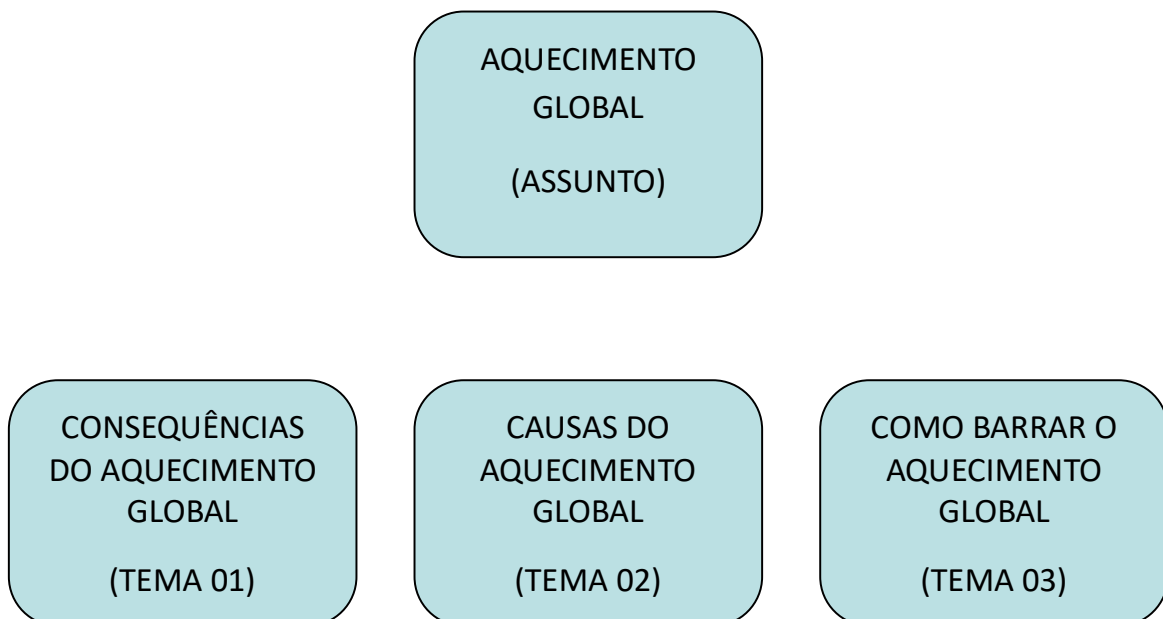 AQUECIMENTO
GLOBAL
(ASSUNTO)
CONSEQUÊNCIAS
DO AQUECIMENTO
GLOBAL
(TEMA 01)
CAUSAS DO
AQUECIMENTO
GLOBAL
(TEMA 02)
COMO BARRAR O
AQUECIMENTO
GLOBAL
(TEMA 03)